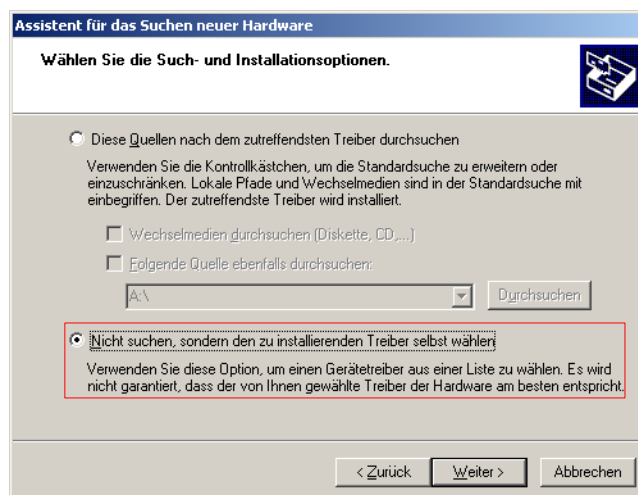 Assistent für das Suchen neuer Hardware
Wählen Sie die Such- und Installationsoptionen.
Diese Quellen nach dem zutreffendsten Treiber durchsuchen
Verwenden Sie die Kontrollkästchen, um die Standardsuche zu erweitern oder
einzuschränken. Lokale Pfade und Wechselmedien sind in der Standardsuche mit
einbegriffen. Der zutreffendste Treiber wird installiert.
Wechselmedien durchsuchen (Diskette, CD,...)
Folgende Quelle ebenfalls durchsuchen:
A:\ Durchsuchen
Nicht suchen, sondern den zu installierenden Treiber selbst wählen
Verwenden Sie diese Option, um einen Gerätetreiber aus einer Liste zu wählen. Es wird
nicht garantiert, dass der von Ihnen gewählte Treiber der Hardware am besten entspricht.
< Zurück Weiter > Abbrechen